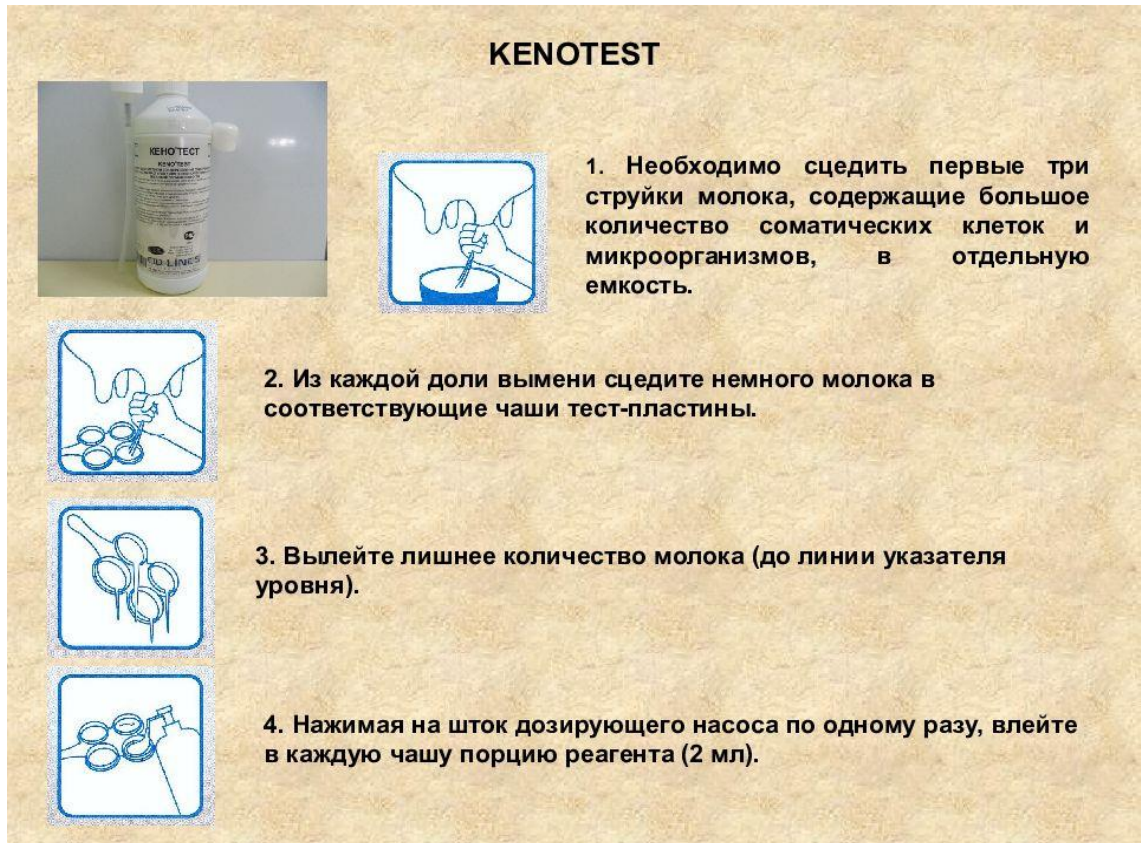 KENOTEST
КЕНОТЕСТ
KENOTEST
1. Необходимо сцедить первые три
струйки молока, содержащие большое
количество соматических клеток и
микроорганизмов, в отдельную
емкость.
2. Из каждой доли вымени сцедите немного молока в
соответствующие чаши тест-пластины.
3. Вылейте лишнее количество молока (до линии указателя
уровня).
4. Нажимая на шток дозирующего насоса по одному разу, влейте
в каждую чашу порцию реагента (2 мл).